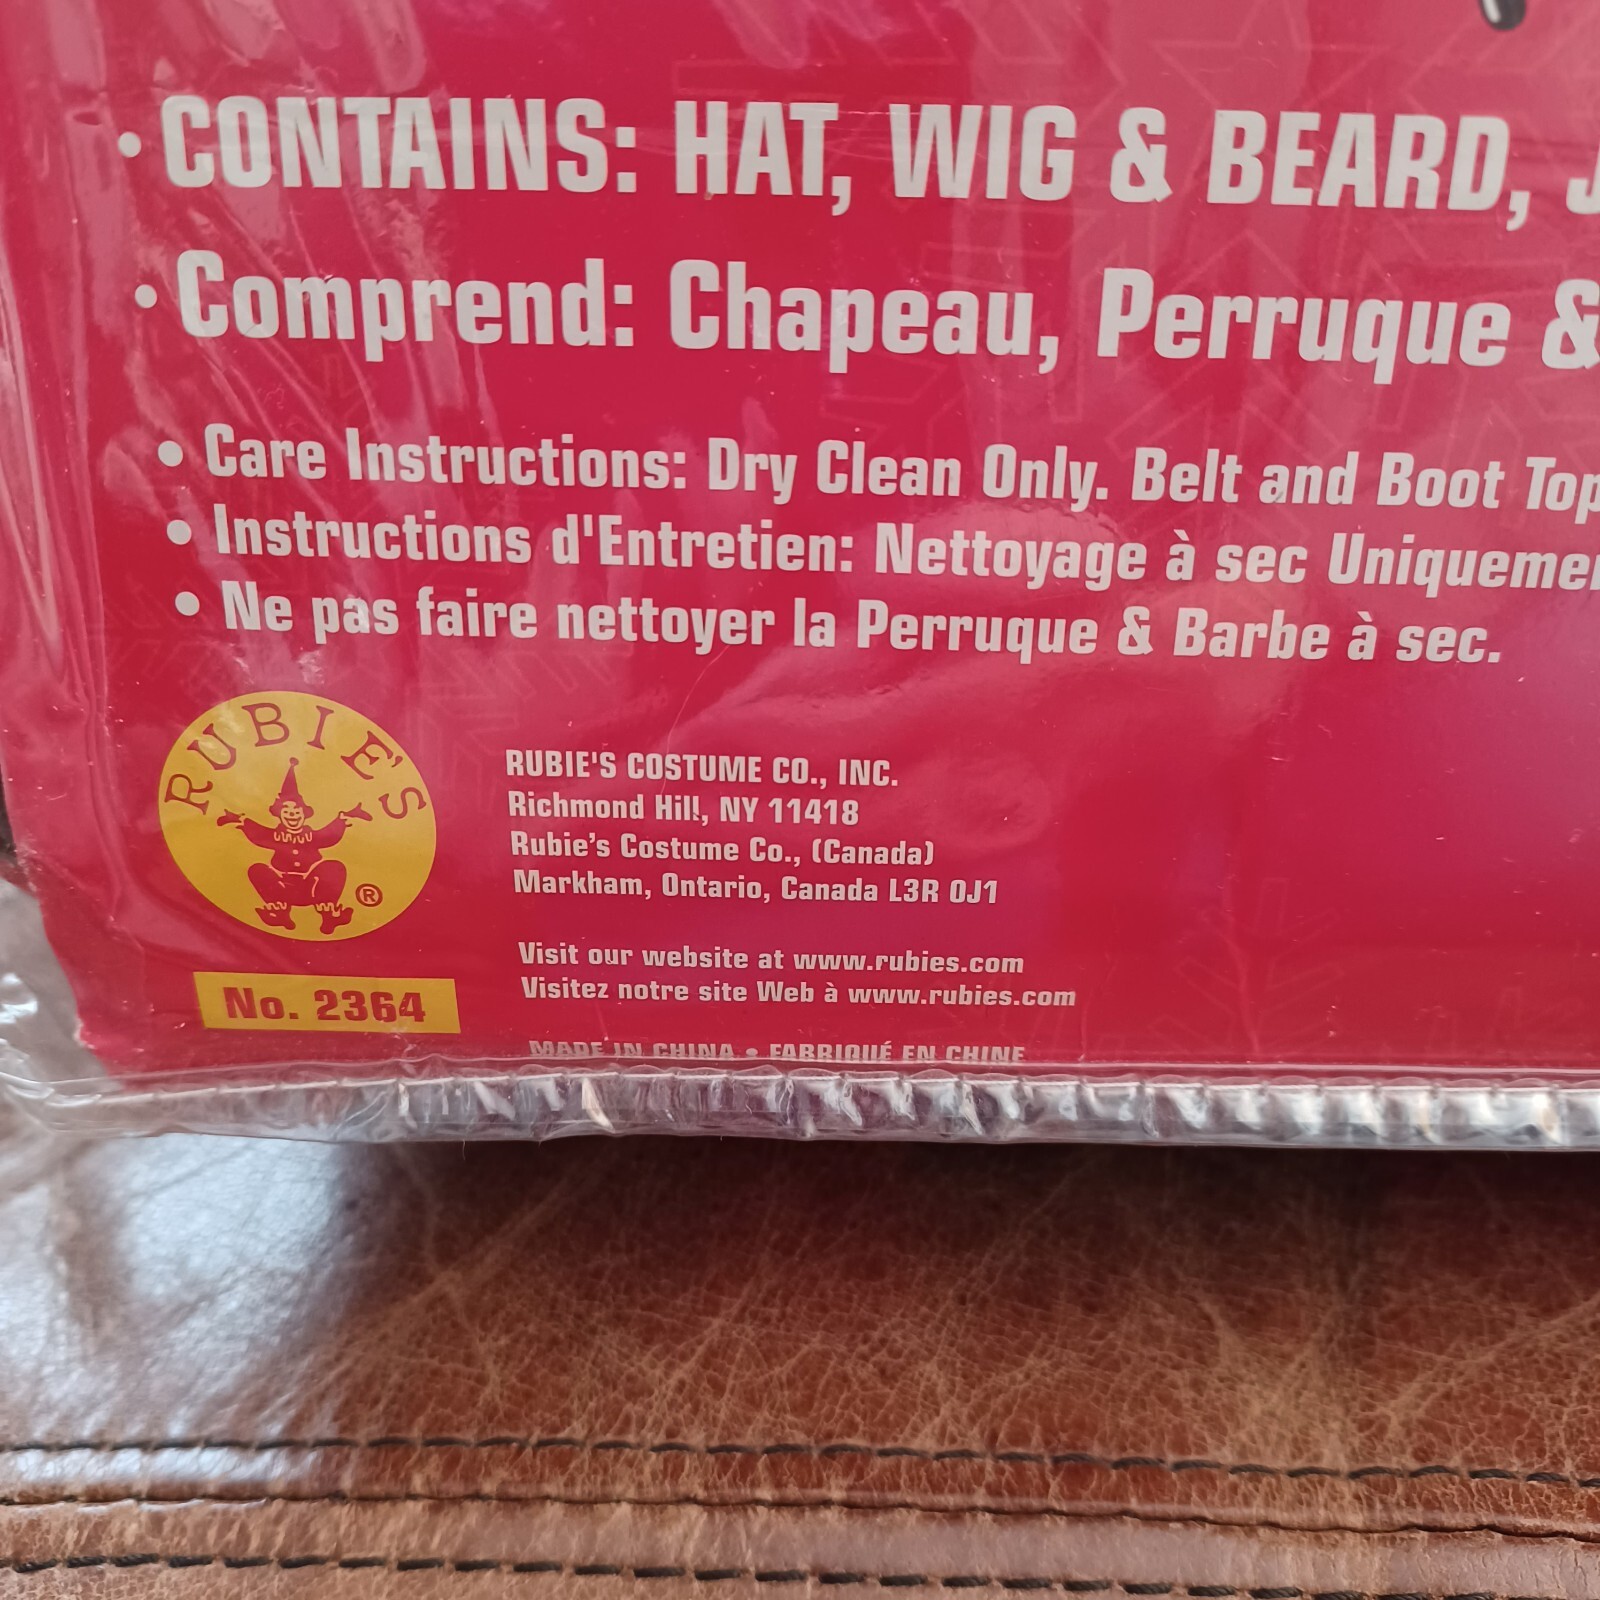 • CONTAINS: HAT, WIG & BEARD,
• Comprend: Chapeau, Perruque &
• Care Instructions: Dry Clean Only. Belt and Boot Top
• Instructions d'Entretien: Nettoyage à sec
• Ne pas faire nettoyer la Perruque & Barbe à sec.
RUBIE'S
®
No. 2364
RUBIE'S COSTUME CO., INC.
Richmond Hill, NY 11418
Rubie's Costume Co., (Canada)
Markham, Ontario, Canada L3R 0J1
Visit our website at www.rubies.com
Visitez notre site Web à www.rubies.com
MADE IN CHINA • FABRIQUÉ EN CHINE